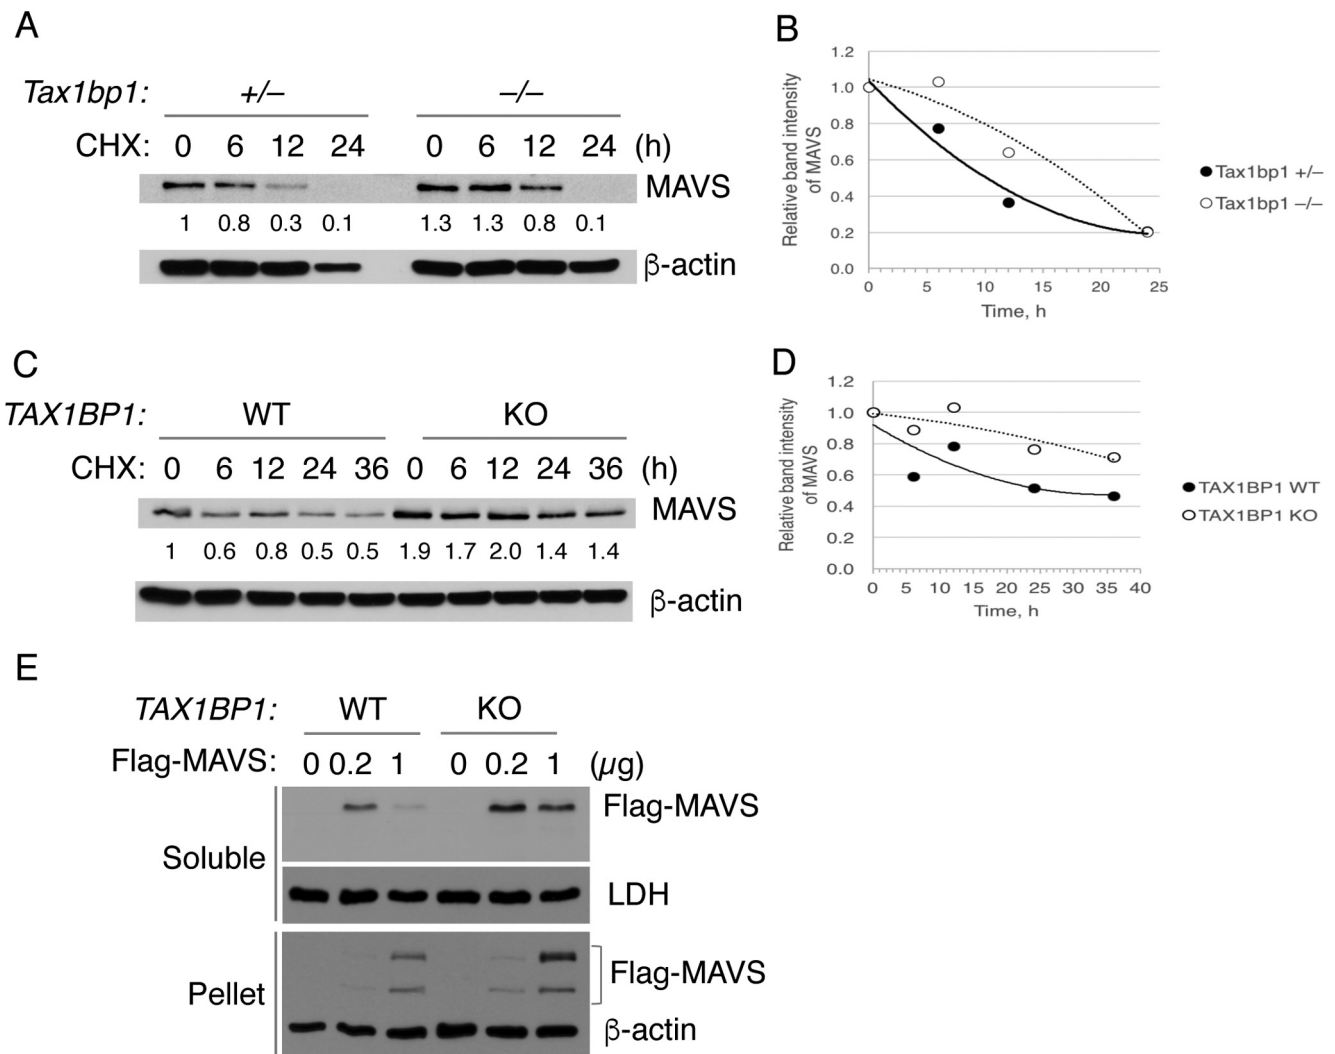 A
Tax1bp1: +/– –/–
CHX: 0 6 12 24 0 6 12 24 (h)
MAVS
1 0.8 0.3 0.1 1.3 1.3 0.8 0.1
β-actin
B
Relative band intensity
of MAVS
1.2
1.0
0.8
0.6
0.4
0.2
0.0
0 5 10 15 20 25
Time, h
Tax1bp1 +/–
Tax1bp1 –/–
C
TAX1BP1: WT KO
CHX: 0 6 12 24 36 0 6 12 24 36 (h)
MAVS
1 0.6 0.8 0.5 0.5 1.9 1.7 2.0 1.4 1.4
β-actin
D
Relative band intensity
of MAVS
1.2
1.0
0.8
0.6
0.4
0.2
0.0
0 5 10 15 20 25 30 35 40
Time, h
TAX1BP1 WT
TAX1BP1 KO
E
TAX1BP1: WT KO
Flag-MAVS: 0 0.2 1 0 0.2 1 (µg)
Flag-MAVS
Soluble
LDH
Flag-MAVS
Pellet
β-actin